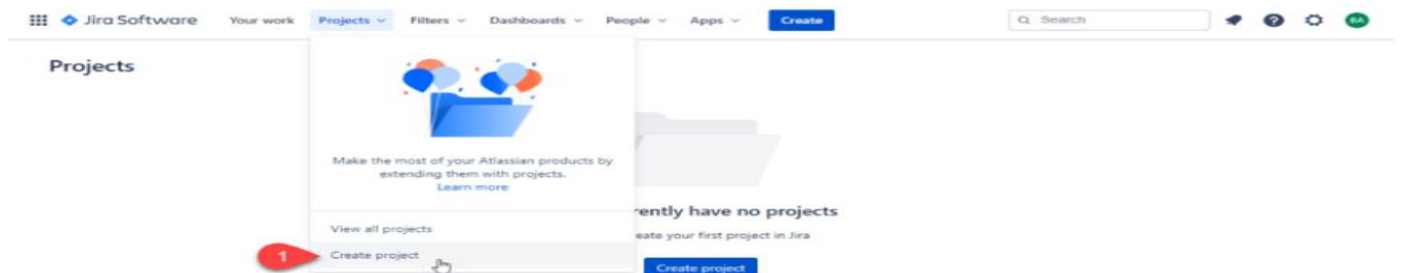 Jira Software Your work Projects Filters Dashboards People Apps Create Search BA
Projects
Make the most of your Atlassian products by
extending them with projects.
Learn more
rently have no projects
View all projects
eate your first project in Jira
1 Create project
Create project